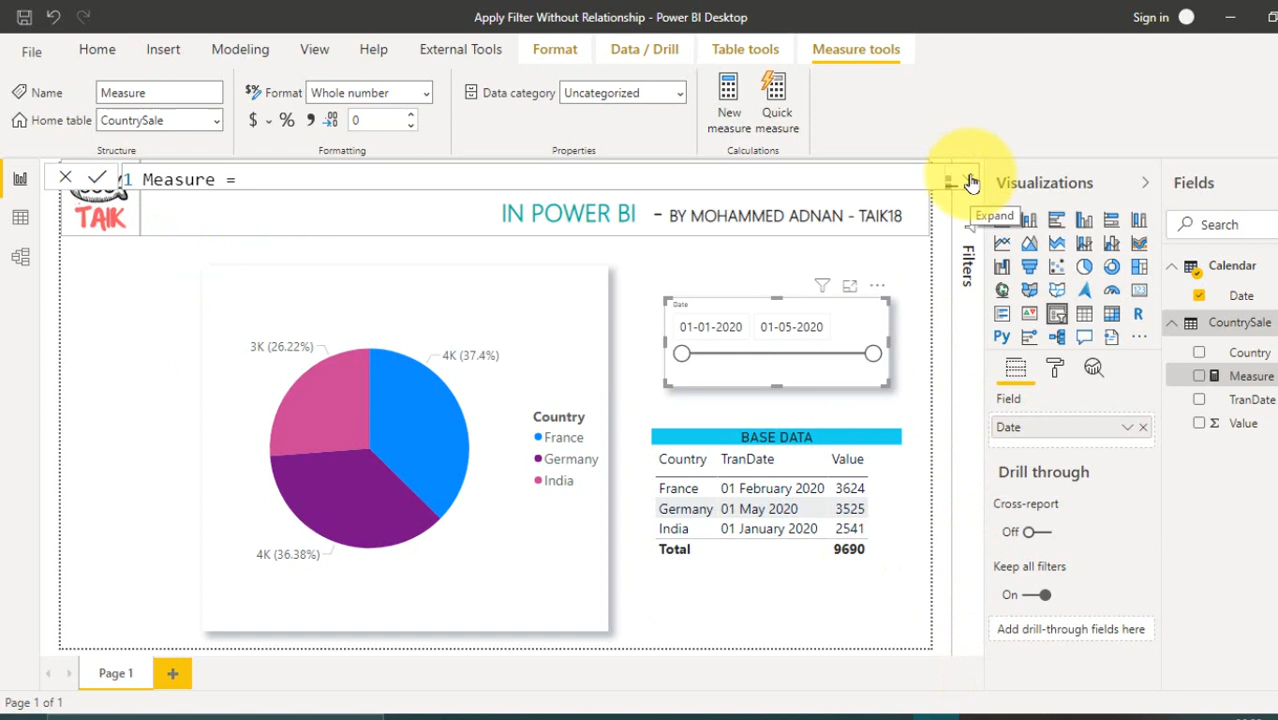 Apply Filter Without Relationship - Power BI Desktop
Sign in
File
Home
Insert
Modeling
View
Help
External Tools
Format
Data / Drill
Table tools
Measure tools
Name
Measure
Home table
CountrySale
Structure
$% Format
Whole number
$ % 9
0
Formatting
Data category
Uncategorized
Properties
New measure
Quick measure
Calculations
1 Measure =
Expand
TAIK
IN POWER BI - BY MOHAMMED ADNAN - TAIK18
3K (26.22%)
4K (37.4%)
4K (36.38%)
Country
France
Germany
India
Date
01-01-2020 01-05-2020
BASE DATA
Country TranDate Value
France 01 February 2020 3624
Germany 01 May 2020 3525
India 01 January 2020 2541
Total 9690
Filters
Visualizations
R
Py
Field
Date
Drill through
Cross-report
Off
Keep all filters
On
Add drill-through fields here
Fields
Search
Calendar
Date
CountrySale
Country
Measure
TranDate
Σ Value
Page 1
Page 1 of 1